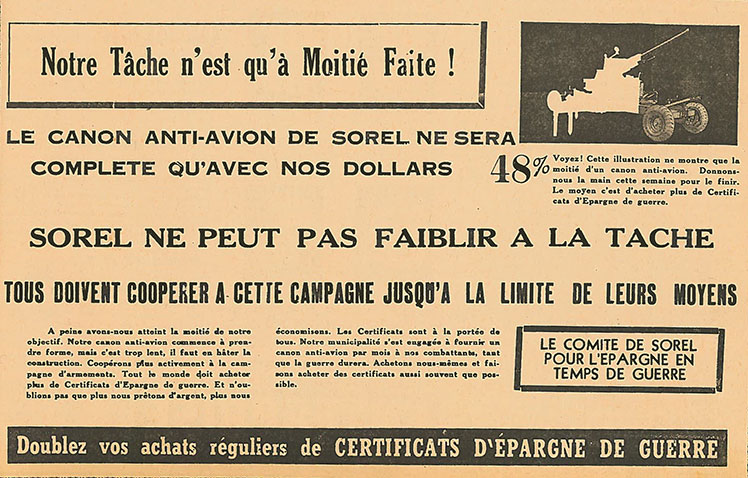 Notre Tâche n'est qu'à Moitié Faite !
LE CANON ANTI-AVION DE SOREL NE SERA
COMPLETE QU'AVEC NOS DOLLARS
48%
Voyez! Cette illustration ne montre que la
moitié d'un canon anti-avion. Donnons-
nous la main cette semaine pour le finir.
Le moyen c'est d'acheter plus de Certifi-
cats d'Epargne de guerre.
SOREL NE PEUT PAS FAIBLIR A LA TACHE
TOUS DOIVENT COOPERER A CETTE CAMPAGNE JUSQU'A LA LIMITE DE LEURS MOYENS
A peine avons-nous atteint la moitié de notre
objectif. Notre canon anti-avion commence à pren-
dre forme, mais c'est trop lent, il faut en hâter la
construction. Coopérons plus activement à la cam-
pagne d'armements. Tout le monde doit acheter
plus de Certificats d'Epargne de guerre. Et n'ou-
blions pas que plus nous prêtons d'argent, plus nous
économisons. Les Certificats sont à la portée de
tous. Notre municipalité s'est engagée à fournir un
canon anti-avion par mois à nos combattants, tant
que la guerre durera. Achetons nous-mêmes et fai-
sons acheter des certificats aussi souvent que pos-
sible.
LE COMITE DE SOREL
POUR L'EPARGNE EN
TEMPS DE GUERRE
Doublez vos achats réguliers de CERTIFICATS D'ÉPARGNE DE GUERRE